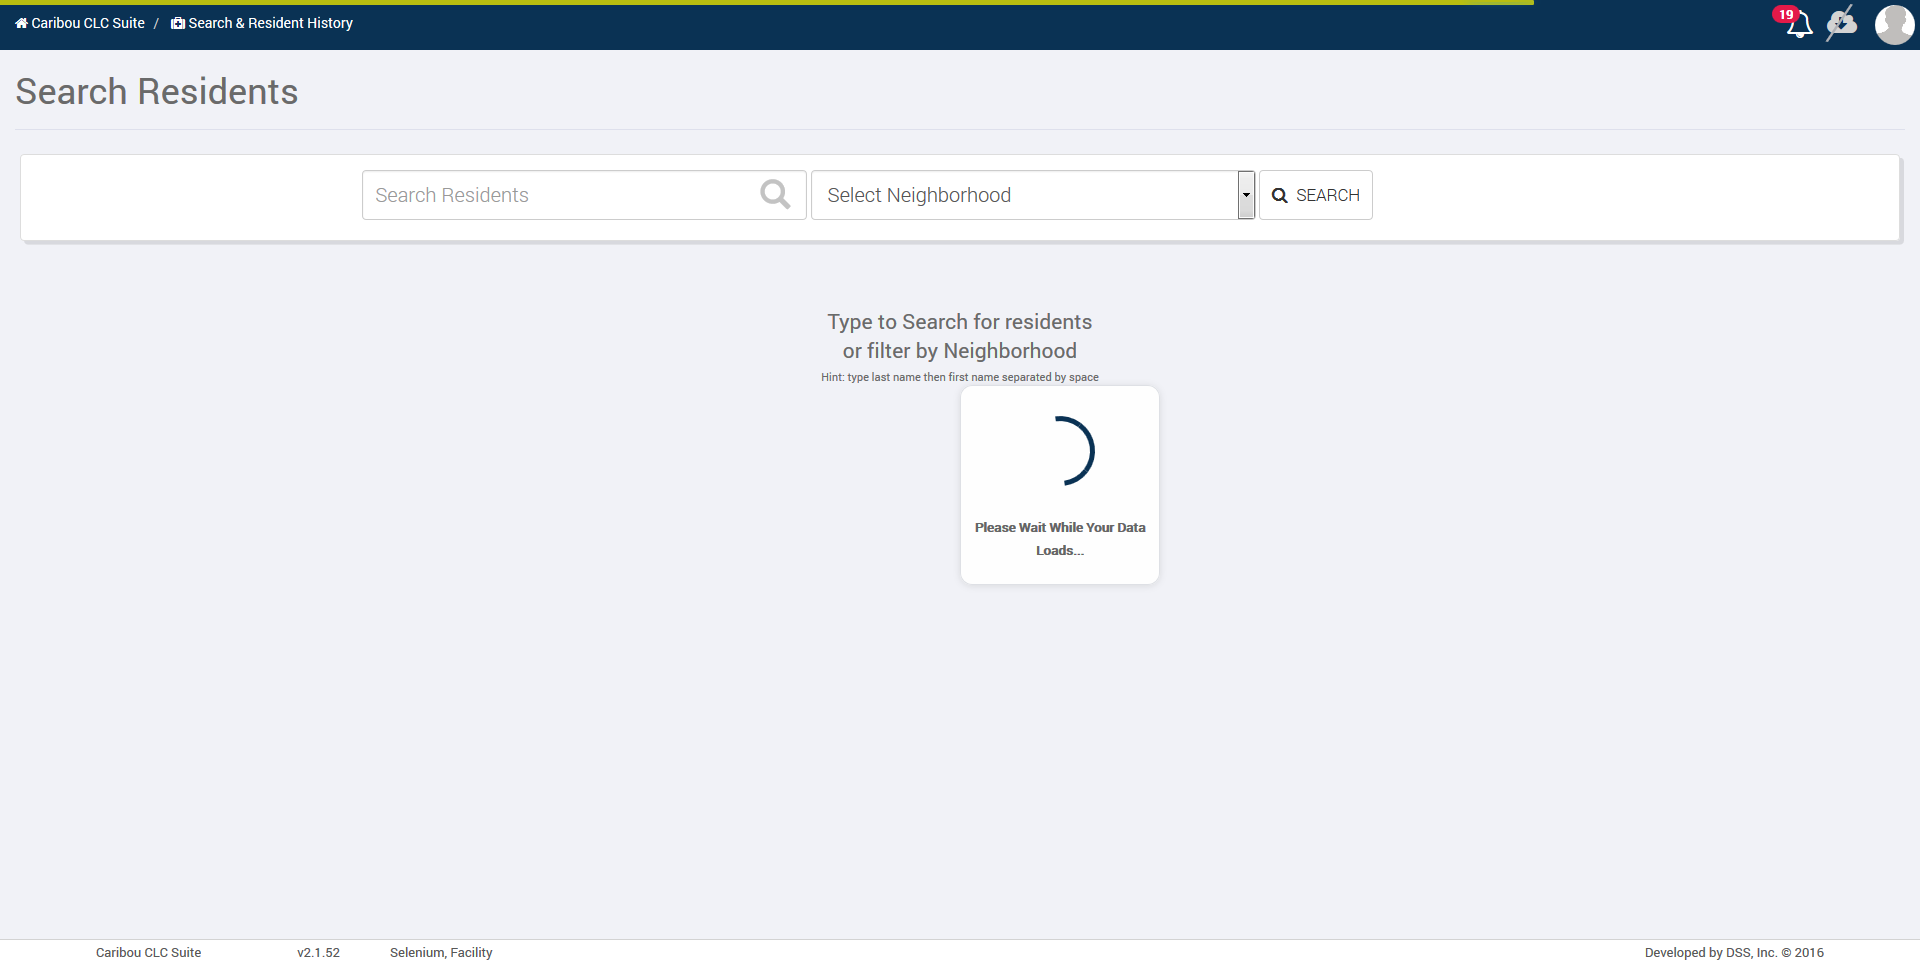 Caribou CLC Suite / Search & Resident History
19
Search Residents
Search Residents
Select Neighborhood
SEARCH
Type to Search for residents
or filter by Neighborhood
Hint: type last name then first name separated by space
Please Wait While Your Data
Loads...
Caribou CLC Suite v2.1.52 Selenium, Facility Developed by DSS, Inc. © 2016